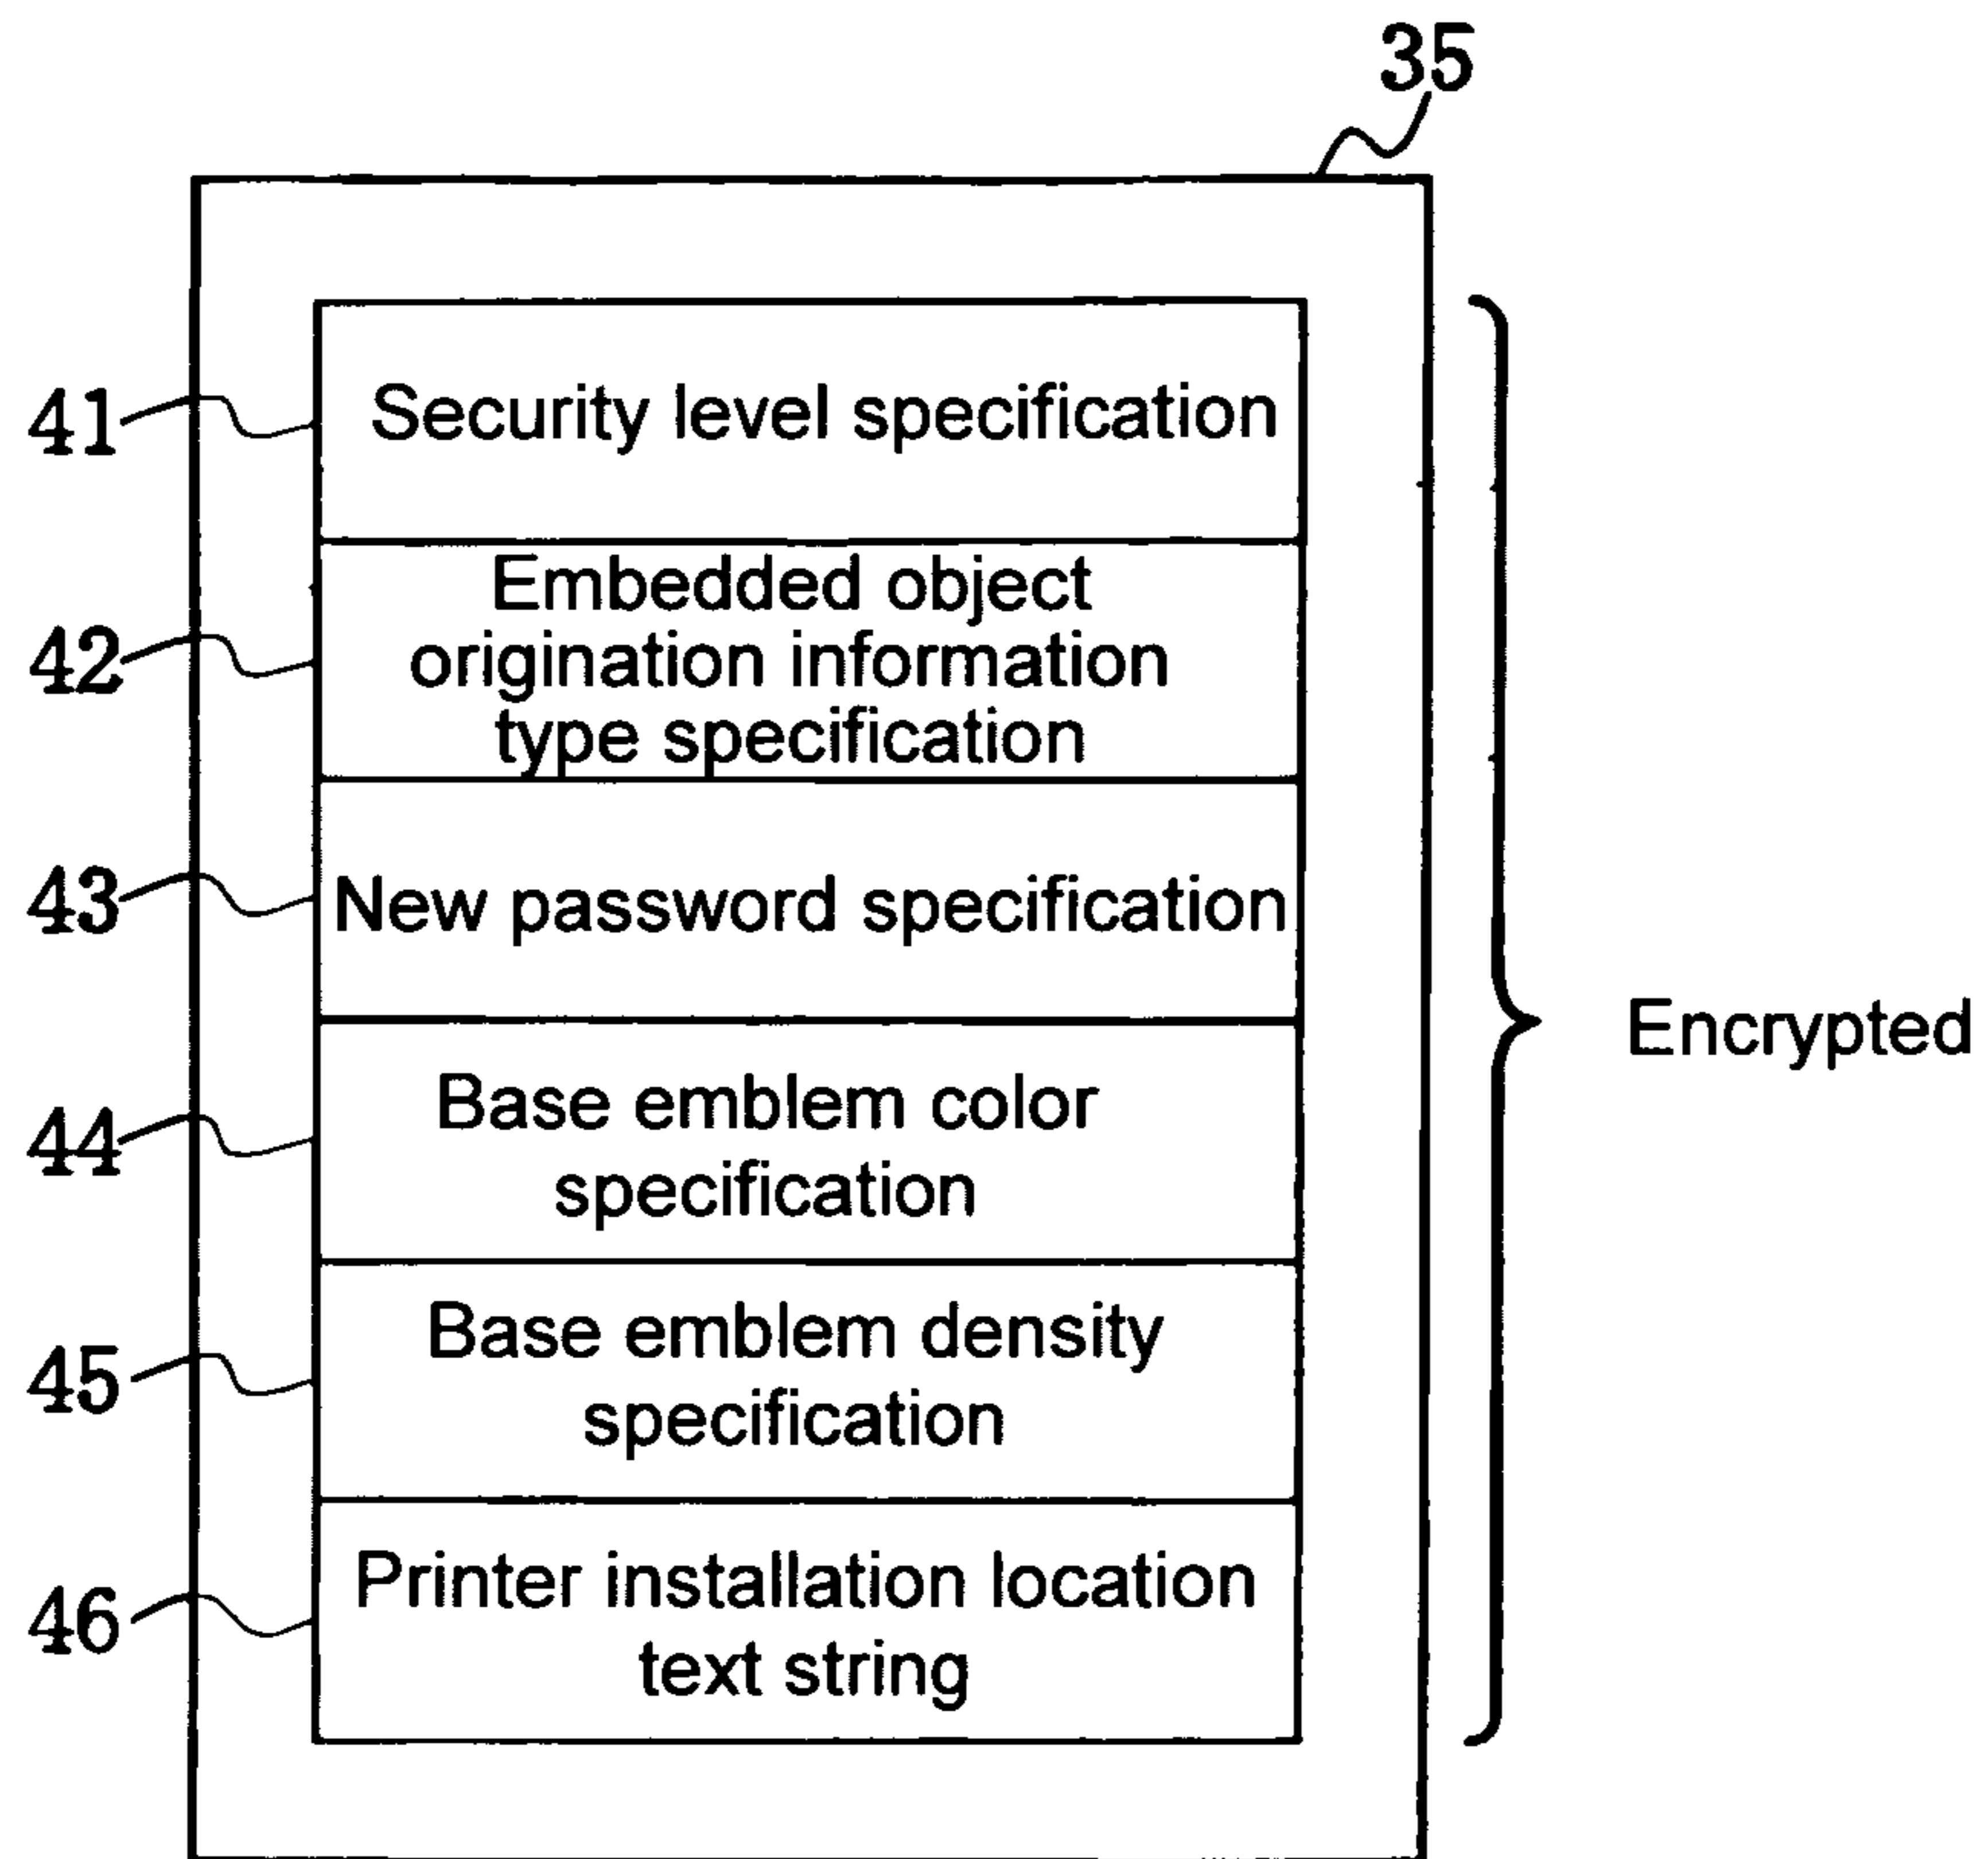 35
41
Security level specification
42
Embedded object
origination information
type specification
43
New password specification
Encrypted
44
Base emblem color
specification
45
Base emblem density
specification
46
Printer installation location
text string